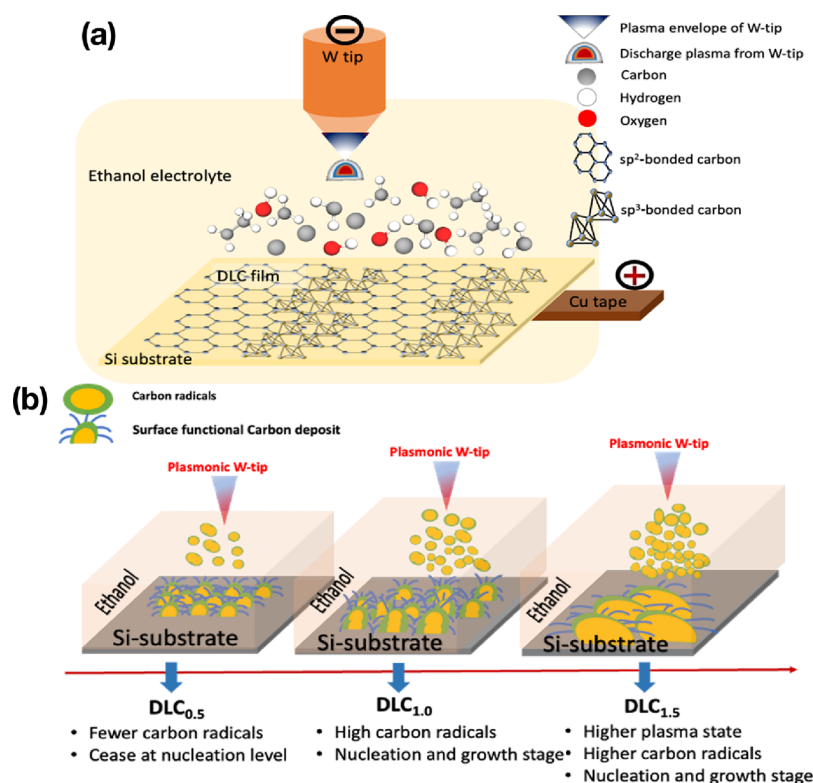 (a)
−
W tip
Plasma envelope of W-tip
Discharge plasma from W-tip
Carbon
Hydrogen
Oxygen
sp²-bonded carbon
sp³-bonded carbon
Ethanol electrolyte
DLC film
+
Cu tape
Si substrate
(b)
Carbon radicals
Surface functional Carbon deposit
Plasmonic W-tip
Ethanol
Si-substrate
Plasmonic W-tip
Ethanol
Si-substrate
Plasmonic W-tip
Ethanol
Si-substrate
DLC₀.₅
• Fewer carbon radicals
• Cease at nucleation level
DLC₁.₀
• High carbon radicals
• Nucleation and growth stage
DLC₁.₅
• Higher plasma state
• Higher carbon radicals
• Nucleation and growth stage